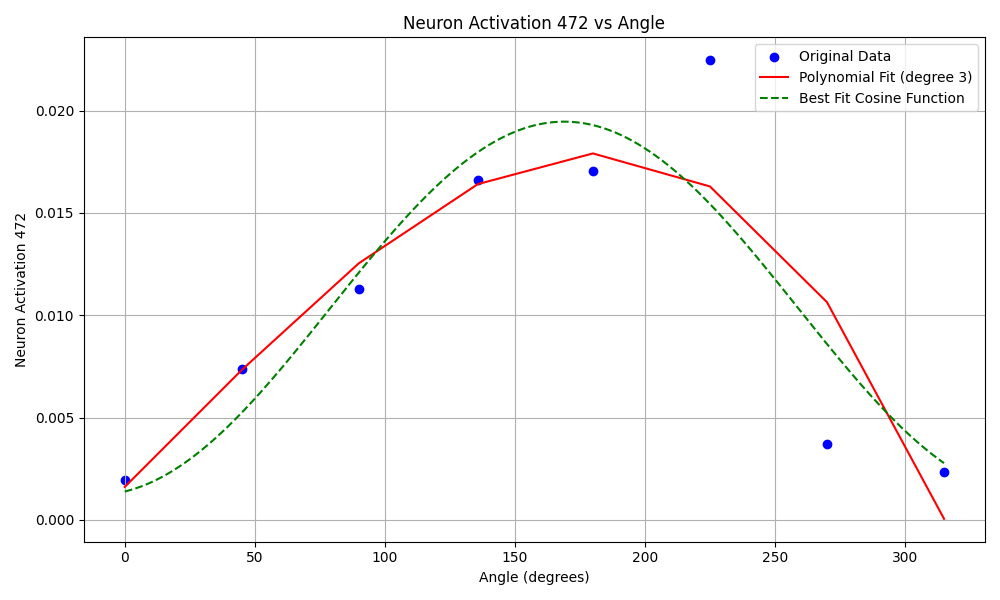 Neuron Activation 472 vs Angle
Original Data
Polynomial Fit (degree 3)
Best Fit Cosine Function
Neuron Activation 472
0.020
0.015
0.010
0.005
0.000
0 50 100 150 200 250 300
Angle (degrees)